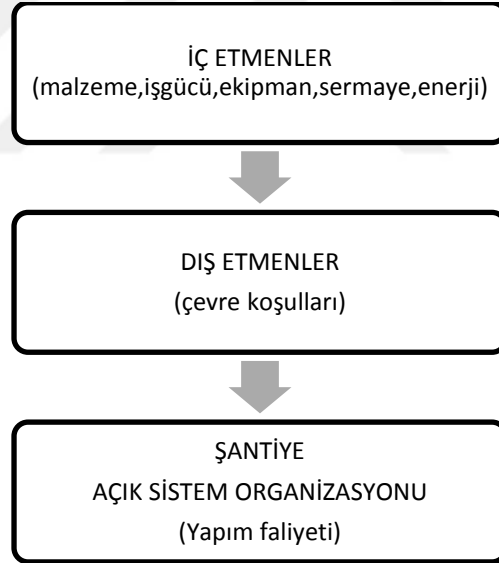 İÇ ETMENLER
(malzeme,işgücü,ekipman,sermaye,enerji)
DIŞ ETMENLER
(çevre koşulları)
ŞANTİYE
AÇIK SİSTEM ORGANİZASYONU
(Yapım faliyeti)